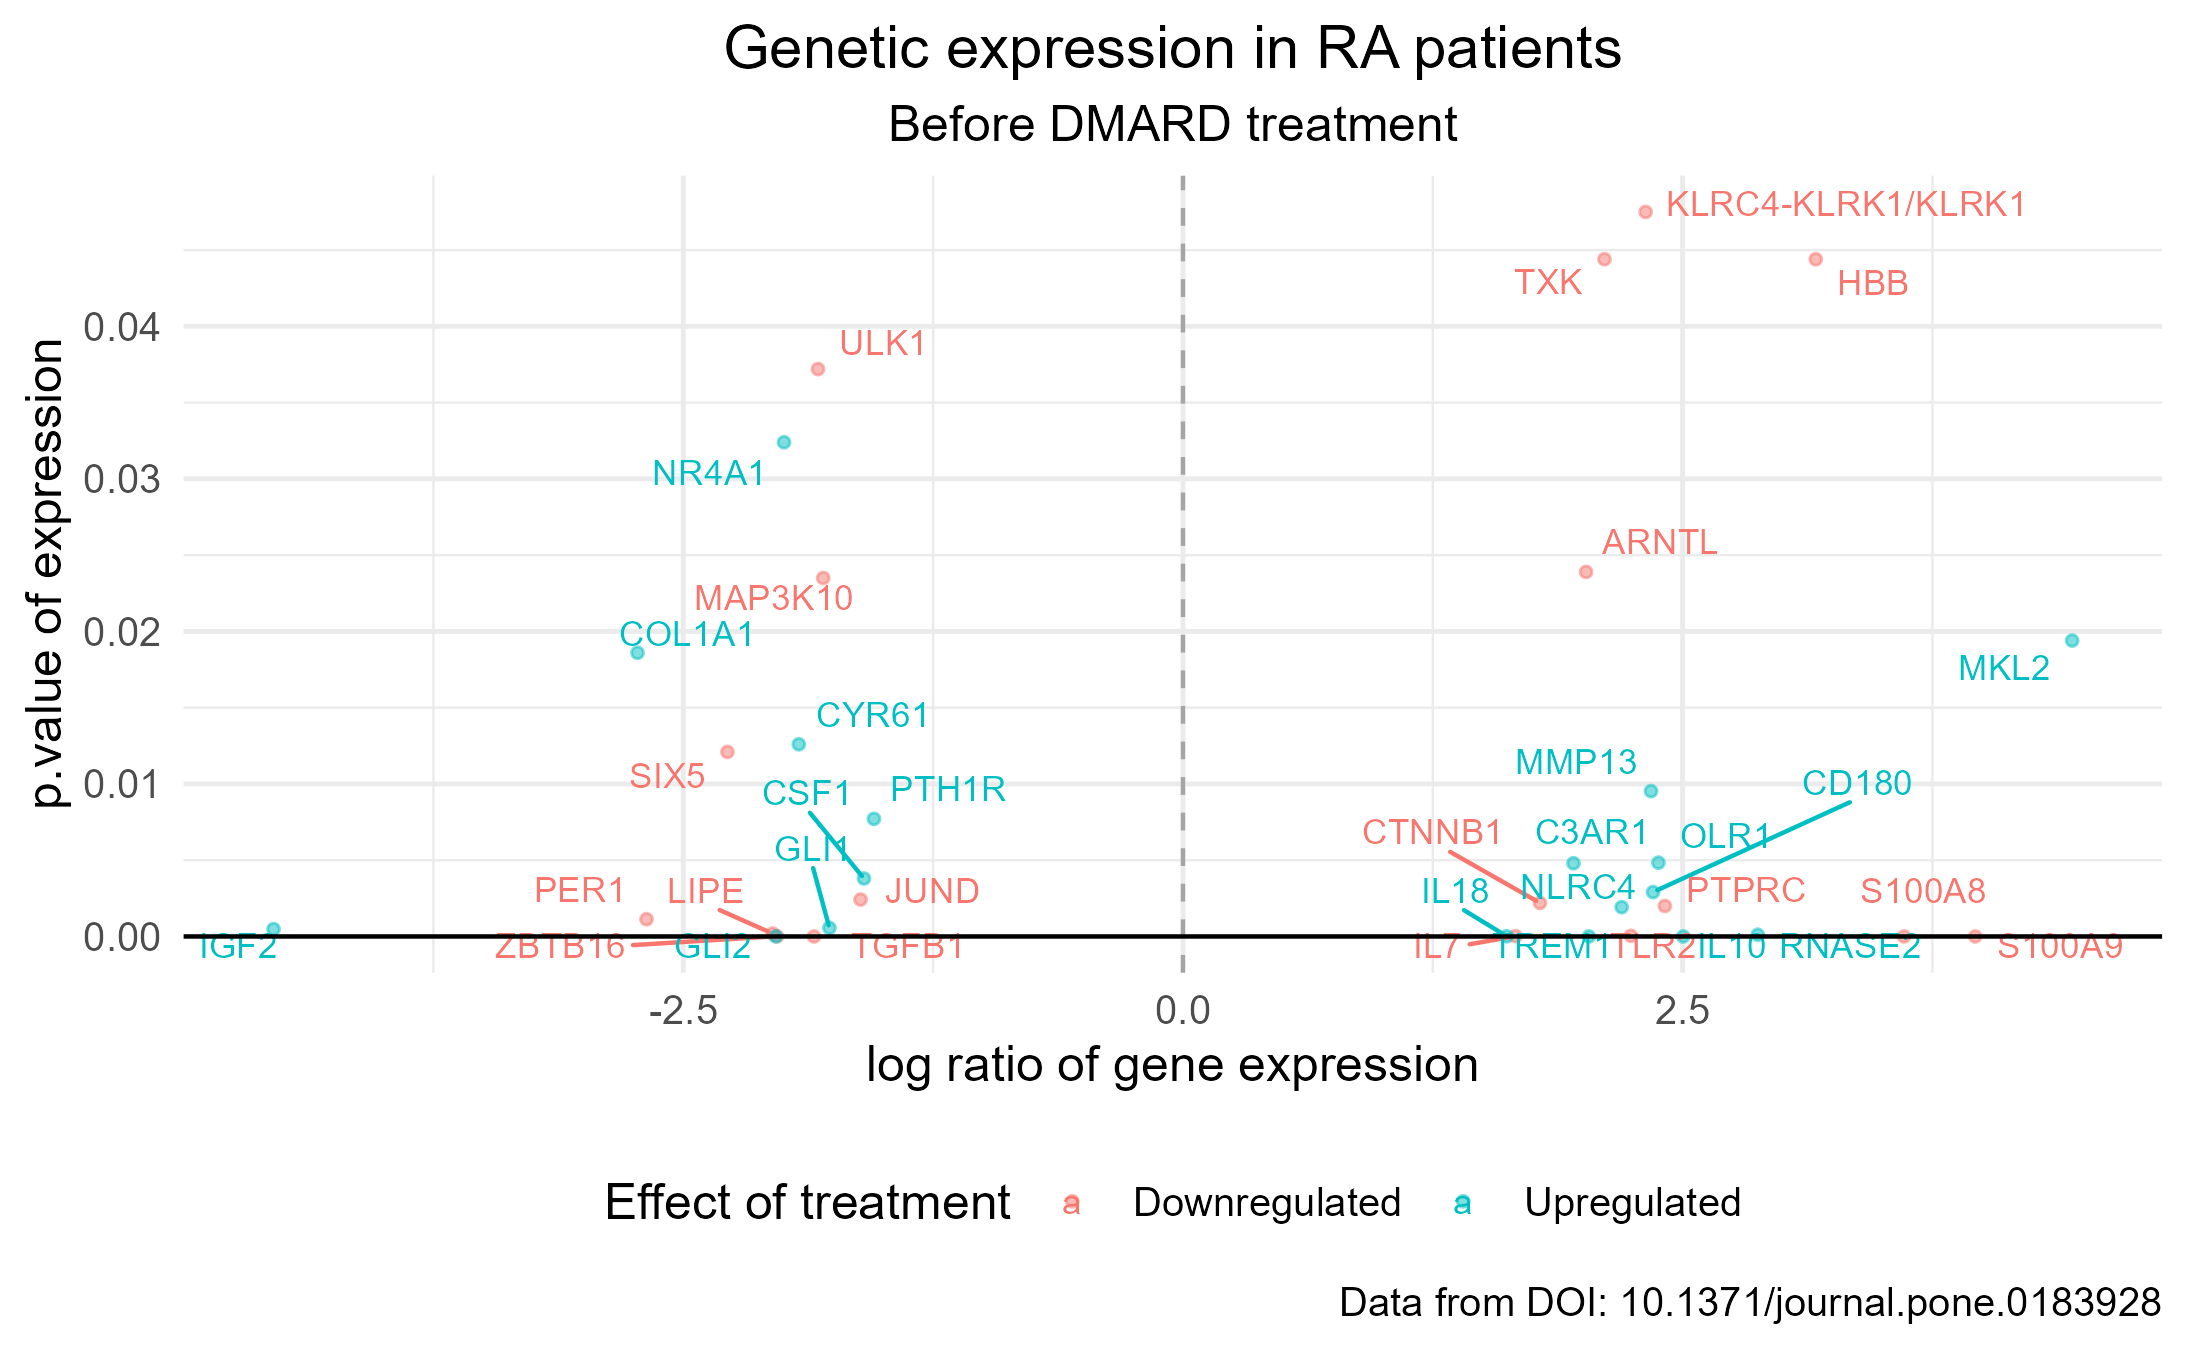 Genetic expression in RA patients
Before DMARD treatment
KLRC4-KLRK1/KLRK1
TXK
HBB
0.04
ULK1
NR4A1
0.03
ARNTL
MAP3K10
COL1A1
0.02
MKL2
CYR61
MMP13
SIX5
CSF1
PTH1R
CD180
0.01
CTNNB1
C3AR1
OLR1
GLI1
PER1
LIPE
JUND
IL18
NLRC4
PTPRC
S100A8
0.00
IGF2
ZBTB16
GLI2
TGFB1
IL7
TREM1
TLR2
IL10
RNASE2
S100A9
p.value of expression
-2.5
0.0
2.5
log ratio of gene expression
Effect of treatment
a
Downregulated
a
Upregulated
Data from DOI: 10.1371/journal.pone.0183928